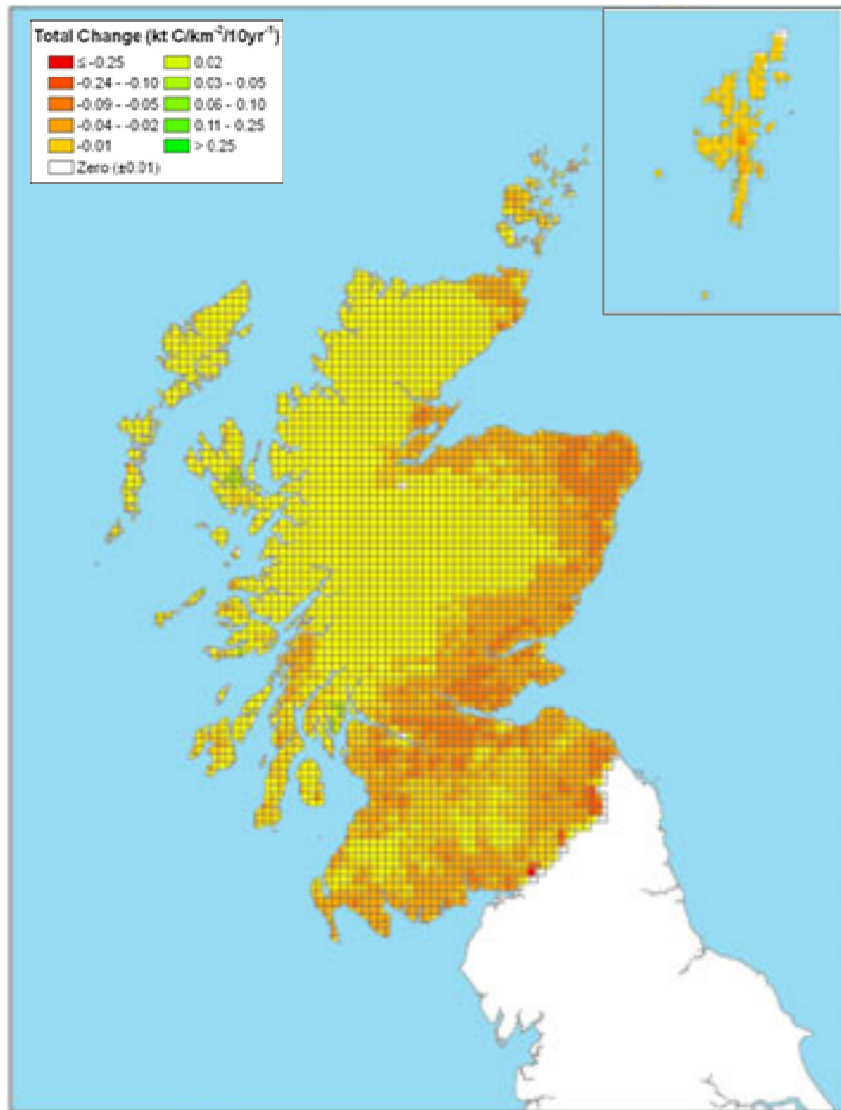 Total Change (kt C/km⁻²/10yr⁻¹)
≤ -0.25
-0.24 - -0.10
-0.09 - -0.05
-0.04 - -0.02
-0.01
Zero (±0.01)
0.02
0.03 - 0.05
0.06 - 0.10
0.11 - 0.25
> 0.25